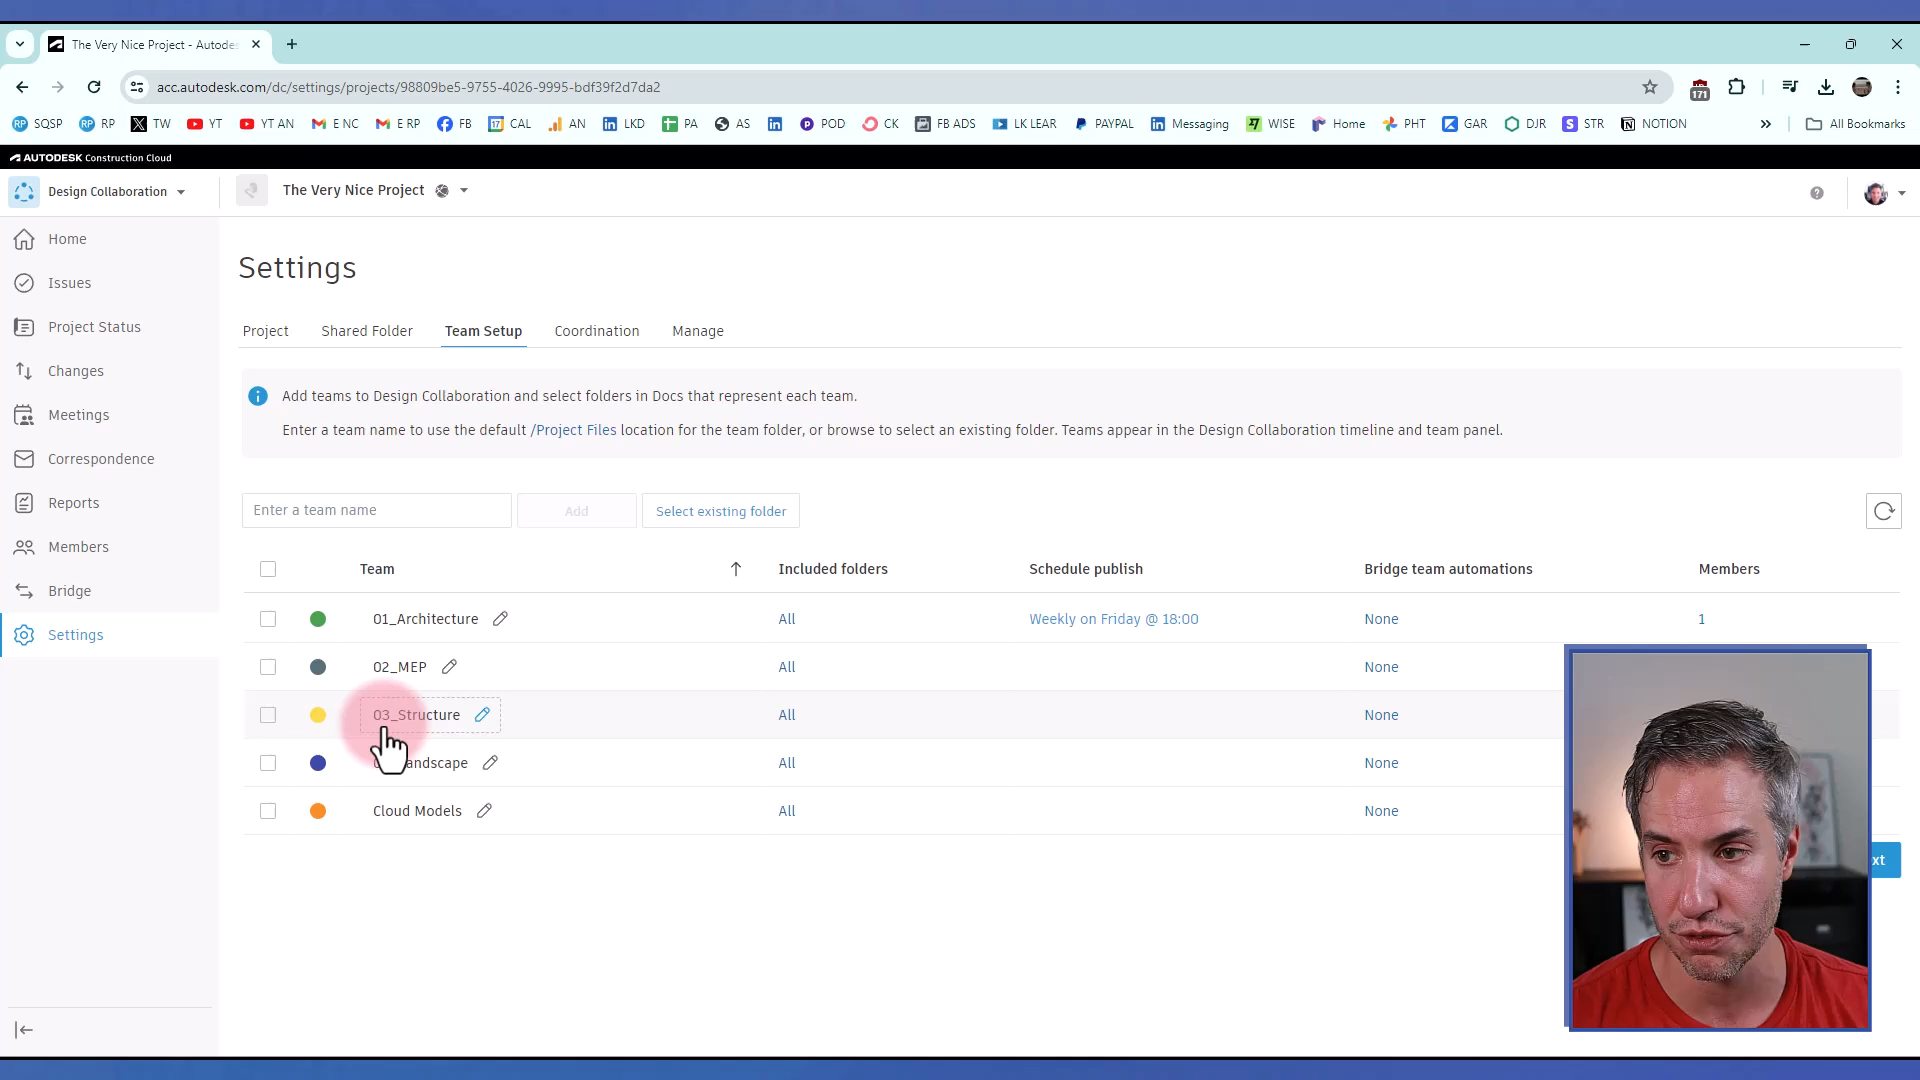 The Very Nice Project - Autodes
acc.autodesk.com/dc/settings/projects/98809be5-9755-4026-9995-bdf39f2d7da2
171
SQSP RP TW YT YT AN E NC E RP FB CAL AN LKD PA AS POD CK FB ADS LK LEAR PAYPAL Messaging WISE Home PHT GAR DJR STR NOTION » All Bookmarks
AUTODESK Construction Cloud
Design Collaboration The Very Nice Project
Home
Issues
Project Status
Changes
Meetings
Correspondence
Reports
Members
Bridge
Settings
Settings
Project Shared Folder Team Setup Coordination Manage
Add teams to Design Collaboration and select folders in Docs that represent each team.
Enter a team name to use the default /Project Files location for the team folder, or browse to select an existing folder. Teams appear in the Design Collaboration timeline and team panel.
Enter a team name Add Select existing folder
Team Included folders Schedule publish Bridge team automations Members
01_Architecture All Weekly on Friday @ 18:00 None 1
02_MEP All None
03_Structure All None
andscape All None
Cloud Models All None
xt